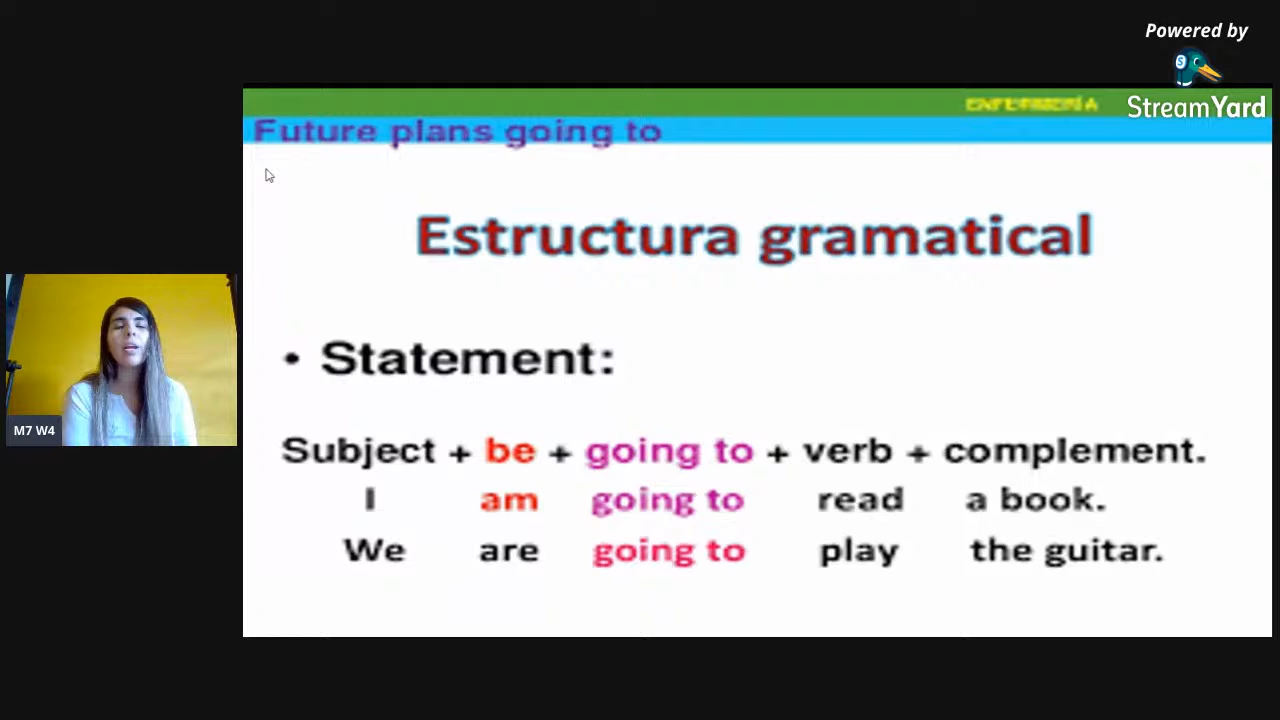 Powered by
StreamYard
ENFERMERÍA
Future plans going to
Estructura gramatical
• Statement:
Subject + be + going to + verb + complement.
I am going to read a book.
We are going to play the guitar.
M7 W4